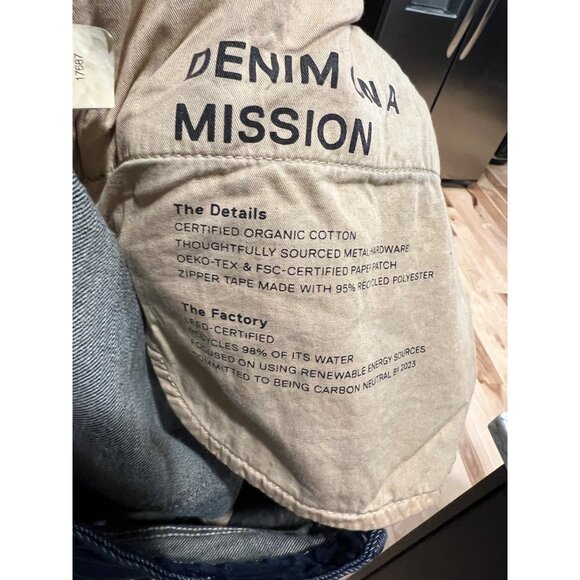 17687
DENIM ON A
MISSION
The Details
CERTIFIED ORGANIC COTTON
THOUGHTFULLY SOURCED METAL HARDWARE
OEKO-TEX & FSC-CERTIFIED PAPER PATCH
ZIPPER TAPE MADE WITH 95% RECYCLED POLYESTER
The Factory
LEED-CERTIFIED
RECYCLES 98% OF ITS WATER
FOCUSED ON USING RENEWABLE ENERGY SOURCES
COMMITTED TO BEING CARBON NEUTRAL BY 2023